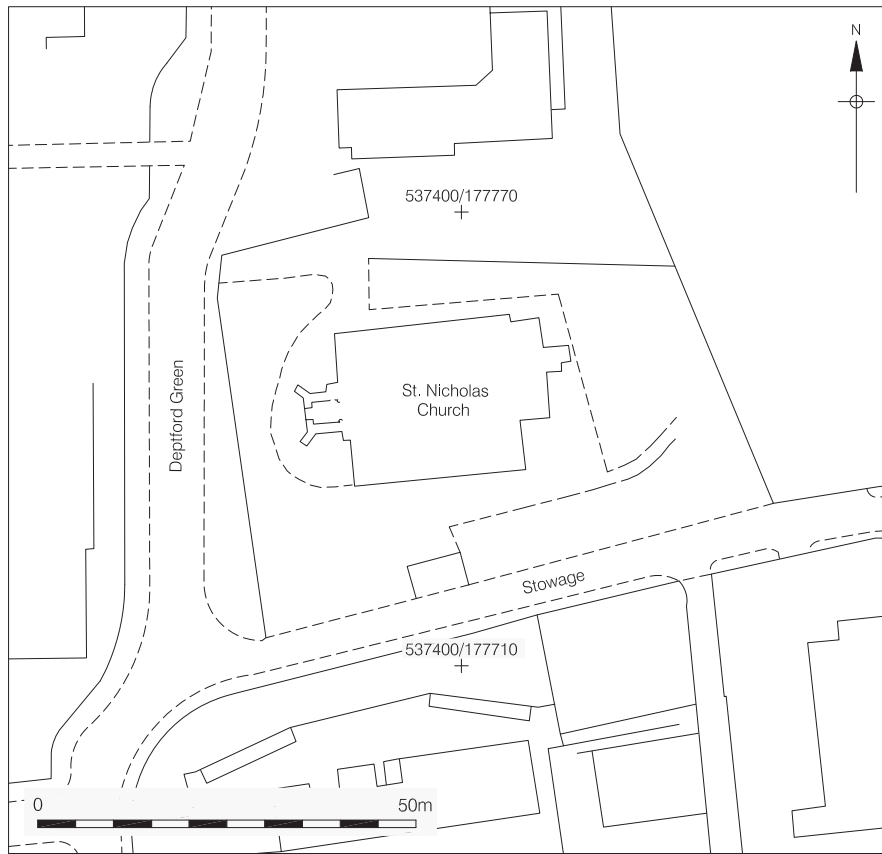 N
537400/177770
Deptford Green
St. Nicholas
Church
Stowage
537400/177710
0
50m